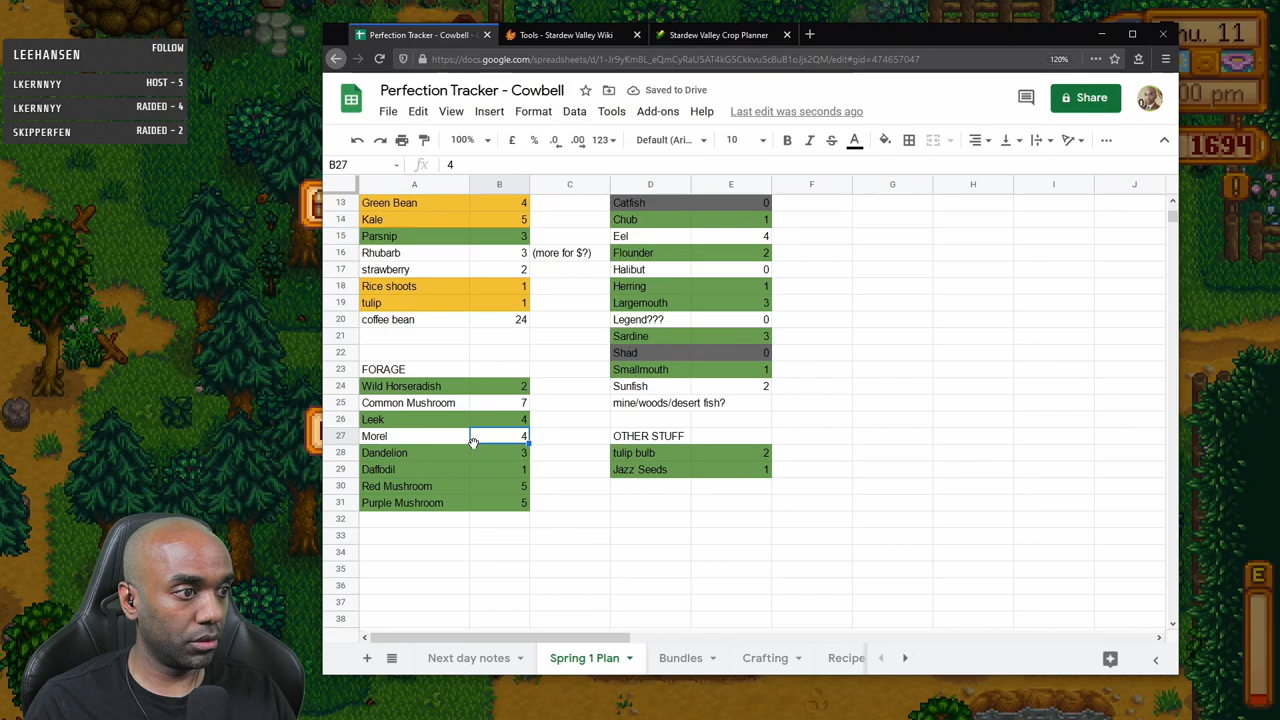 LEEHANSEN FOLLOW
LKERNNYY HOST - 5
LKERNNYY RAIDED - 4
SKIPPERFEN RAIDED - 2
Perfection Tracker - Cowbell -
Tools - Stardew Valley Wiki
Stardew Valley Crop Planner
Perfection Tracker - Cowbell
Saved to Drive
File Edit View Insert Format Data Tools Add-ons Help Last edit was seconds ago
Share
120%
100% £ % .0 .00 123 Default (Ari... 10 B I S A
B27 fx 4
A B C D E F G H I J
13 Green Bean 4 Catfish 0
14 Kale 5 Chub 1
15 Parsnip 3 Eel 4
16 Rhubarb 3 (more for $?) Flounder 2
17 strawberry 2 Halibut 0
18 Rice shoots 1 Herring 1
19 tulip 1 Largemouth 3
20 coffee bean 24 Legend??? 0
21 Sardine 3
22 Shad 0
23 FORAGE Smallmouth 1
24 Wild Horseradish 2 Sunfish 2
25 Common Mushroom 7 mine/woods/desert fish?
26 Leek 4
27 Morel 4 OTHER STUFF
28 Dandelion 3 tulip bulb 2
29 Daffodil 1 Jazz Seeds 1
30 Red Mushroom 5
31 Purple Mushroom 5
32
33
34
35
36
37
38
Next day notes Spring 1 Plan Bundles Crafting Recipe
u. 11
00 pm
1694
E